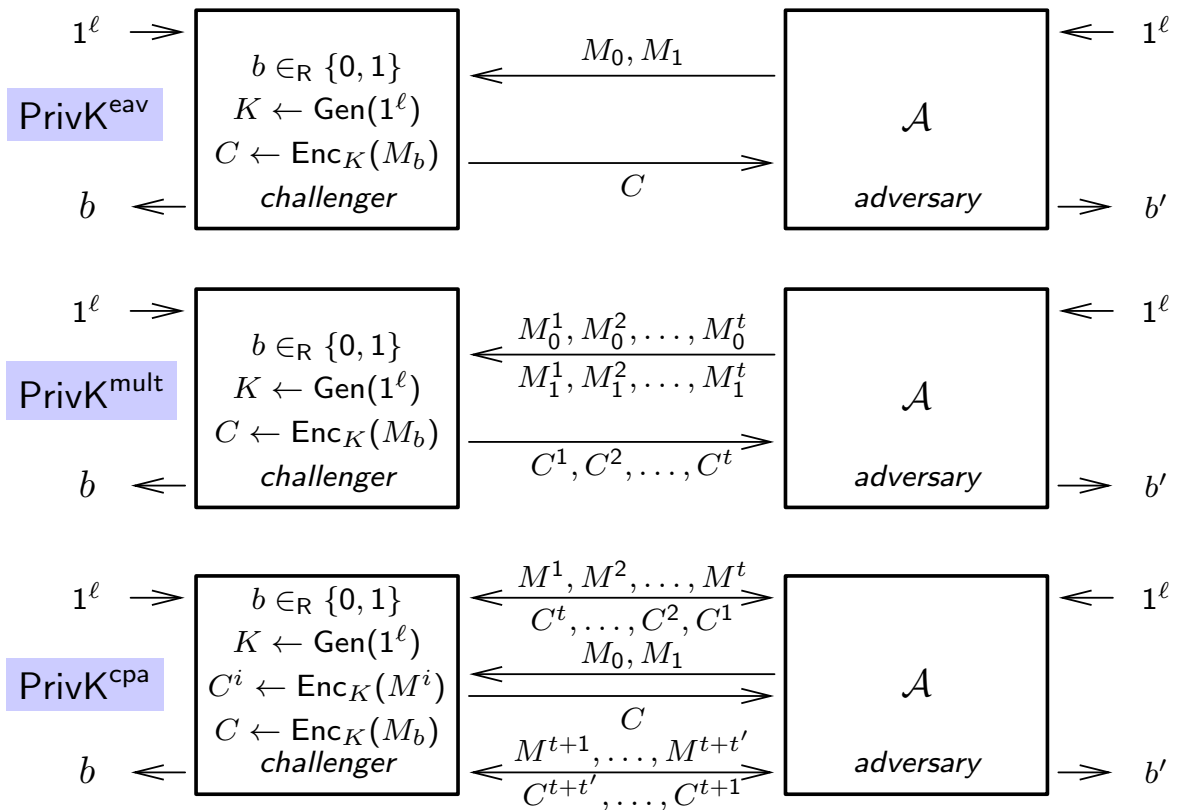 1^ℓ
PrivK^eav
b
b ∈_R {0, 1}
K ← Gen(1^ℓ)
C ← Enc_K(M_b)
challenger
M_0, M_1
C
𝒜
adversary
1^ℓ
b′
1^ℓ
PrivK^mult
b
b ∈_R {0, 1}
K ← Gen(1^ℓ)
C ← Enc_K(M_b)
challenger
M_0^1, M_0^2, . . . , M_0^t
M_1^1, M_1^2, . . . , M_1^t
C^1, C^2, . . . , C^t
𝒜
adversary
1^ℓ
b′
1^ℓ
PrivK^cpa
b
b ∈_R {0, 1}
K ← Gen(1^ℓ)
C^i ← Enc_K(M^i)
C ← Enc_K(M_b)
challenger
M^1, M^2, . . . , M^t
C^t, . . . , C^2, C^1
M_0, M_1
C
M^{t+1}, . . . , M^{t+t′}
C^{t+t′}, . . . , C^{t+1}
𝒜
adversary
1^ℓ
b′